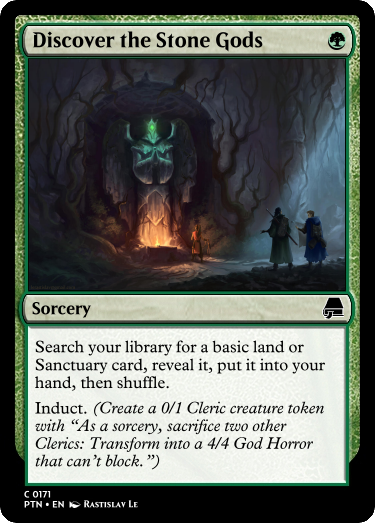 Discover the Stone Gods
Sorcery
Search your library for a basic land or
Sanctuary card, reveal it, put it into your
hand, then shuffle.
Induct. (Create a 0/1 Cleric creature token
with “As a sorcery, sacrifice two other
Clerics: Transform into a 4/4 God Horror
that can’t block.”)
C 0171
PTN • EN Rastislav Le